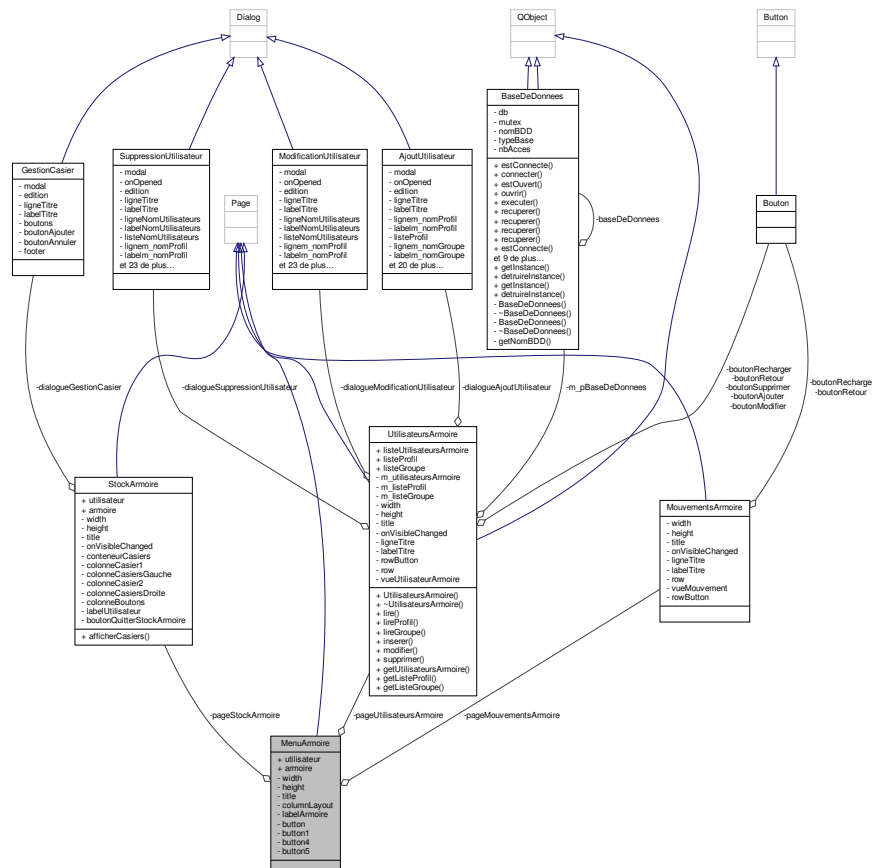 Dialog
QObject
Button
BaseDeDonnees
- db
- mutex
- nomBDD
- typeBase
- nbAcces
+ estConnecte()
+ connecter()
+ estOuvert()
+ ouvrir()
+ executer()
+ recuperer()
+ recuperer()
+ recuperer()
+ recuperer()
+ estConnecte()
et 9 de plus...
+ getInstance()
+ detruireInstance()
+ getInstance()
+ detruireInstance()
- BaseDeDonnees()
- ~BaseDeDonnees()
- BaseDeDonnees()
- ~BaseDeDonnees()
- getNomBDD()
-baseDeDonnees
GestionCasier
- modal
- edition
- ligneTitre
- labelTitre
- boutons
- boutonAjouter
- boutonAnnuler
- footer
SuppressionUtilisateur
- modal
- onOpened
- edition
- ligneTitre
- labelTitre
- ligneNomUtilisateurs
- labelNomUtilisateurs
- listeNomUtilisateurs
- lignem_nomProfil
- labelm_nomProfil
et 23 de plus...
ModificationUtilisateur
- modal
- onOpened
- edition
- ligneTitre
- labelTitre
- ligneNomUtilisateurs
- labelNomUtilisateurs
- listeNomUtilisateurs
- lignem_nomProfil
- labelm_nomProfil
et 23 de plus...
AjoutUtilisateur
- modal
- onOpened
- edition
- ligneTitre
- labelTitre
- lignem_nomProfil
- labelm_nomProfil
- listeProfil
- lignem_nomGroupe
- labelm_nomGroupe
et 20 de plus...
Page
Bouton
-dialogueGestionCasier
-dialogueSuppressionUtilisateur
-dialogueModificationUtilisateur
-dialogueAjoutUtilisateur
-m_pBaseDeDonnees
-boutonRecharger
-boutonRetour
-boutonSupprimer
-boutonAjouter
-boutonModifier
-boutonRecharge
-boutonRetour
StockArmoire
+ utilisateur
+ armoire
- width
- height
- title
- onVisibleChanged
- conteneurCasiers
- colonneCasier1
- colonneCasiersGauche
- colonneCasier2
- colonneCasiersDroite
- colonneBoutons
- labelUtilisateur
- boutonQuitterStockArmoire
+ afficherCasiers()
UtilisateursArmoire
+ listeUtilisateursArmoire
+ listeProfil
+ listeGroupe
- m_utilisateursArmoire
- m_listeProfil
- m_listeGroupe
- width
- height
- title
- onVisibleChanged
- ligneTitre
- labelTitre
- rowButton
- row
- vueUtilisateurArmoire
+ UtilisateursArmoire()
+ ~UtilisateursArmoire()
+ lire()
+ lireProfil()
+ lireGroupe()
+ inserer()
+ modifier()
+ supprimer()
+ getUtilisateursArmoire()
+ getListeProfil()
+ getListeGroupe()
MouvementsArmoire
- width
- height
- title
- onVisibleChanged
- ligneTitre
- labelTitre
- row
- vueMouvement
- rowButton
-pageStockArmoire
-pageUtilisateursArmoire
-pageMouvementsArmoire
MenuArmoire
+ utilisateur
+ armoire
- width
- height
- title
- columnLayout
- labelArmoire
- button
- button1
- button4
- button5